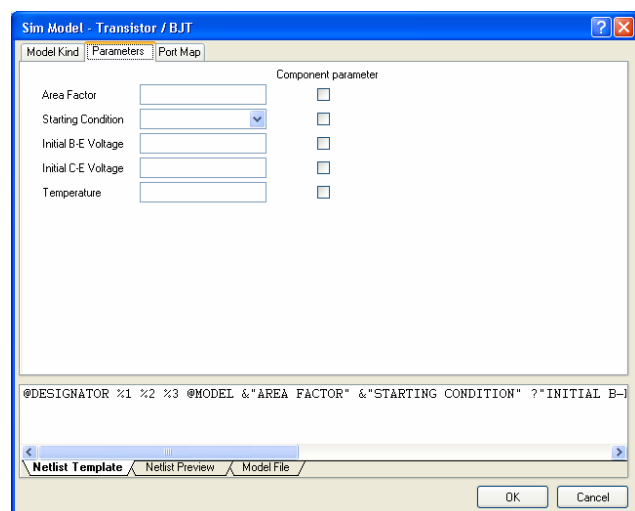 Sim Model - Transistor / BJT
Model Kind Parameters Port Map
Component parameter
Area Factor
Starting Condition
Initial B-E Voltage
Initial C-E Voltage
Temperature
@DESIGNATOR %1 %2 %3 @MODEL &"AREA FACTOR" &"STARTING CONDITION" ?"INITIAL B-
Netlist Template Netlist Preview Model File
OK Cancel